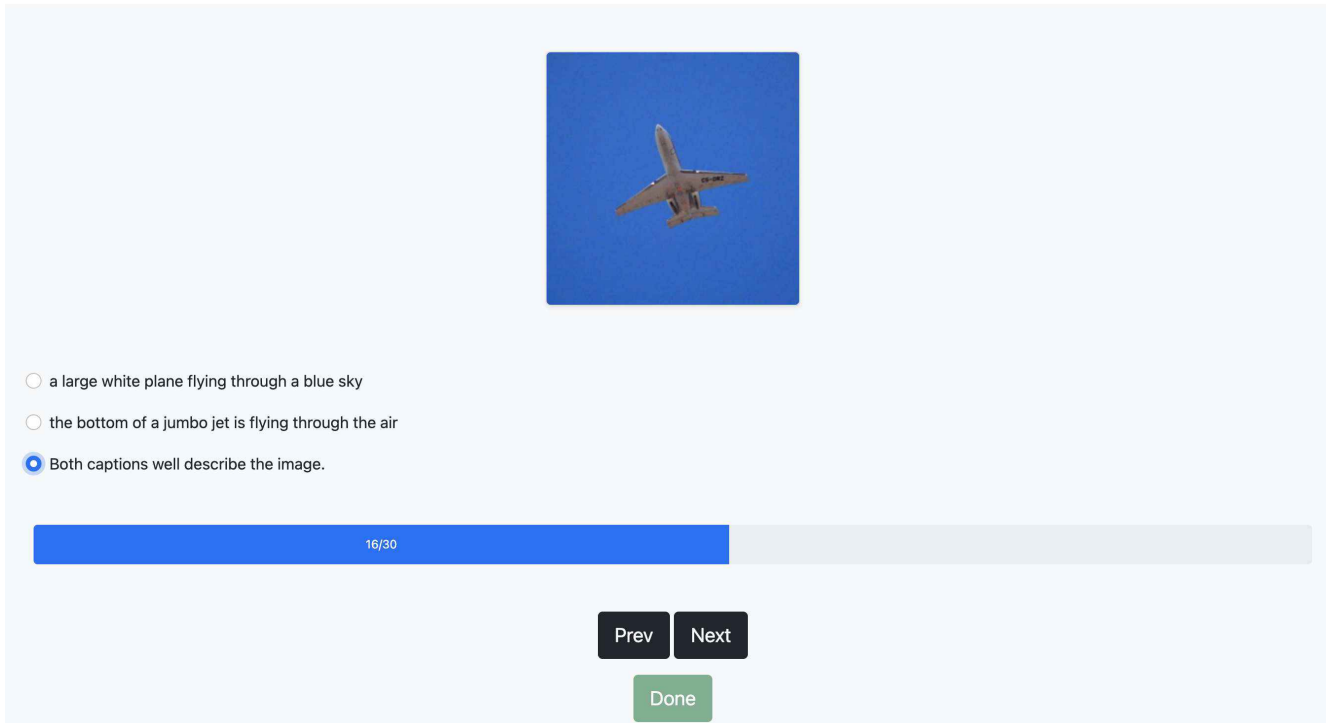 a large white plane flying through a blue sky
the bottom of a jumbo jet is flying through the air
Both captions well describe the image.
16/30
Prev Next
Done